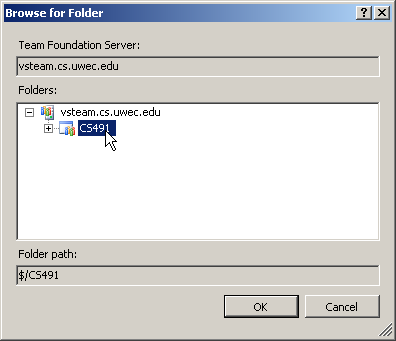 Browse for Folder
Team Foundation Server:
vsteam.cs.uwec.edu
Folders:
vsteam.cs.uwec.edu
CS491
Folder path:
$/CS491
OK Cancel